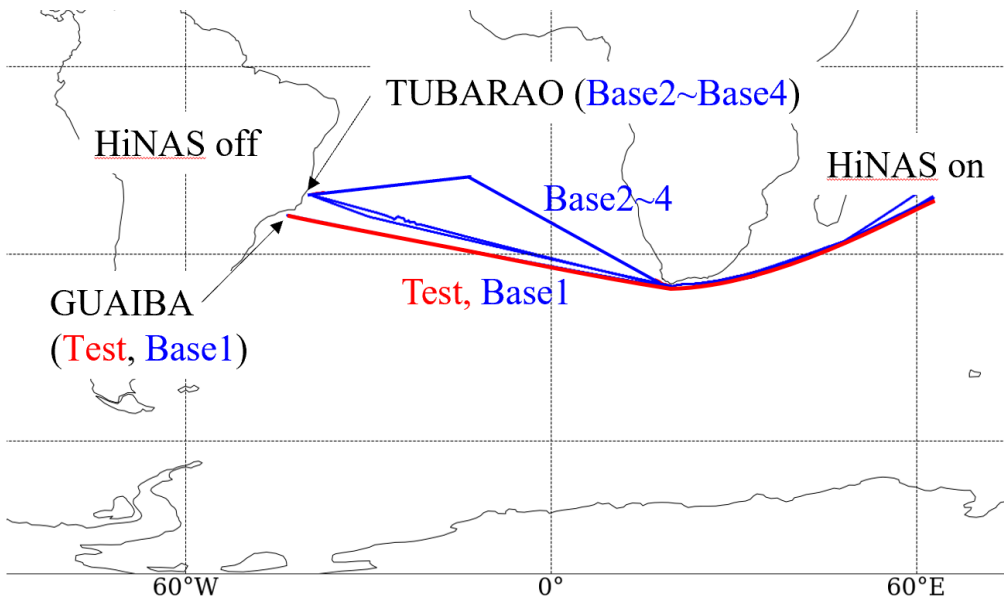 TUBARAO (Base2~Base4)
HiNAS off
HiNAS on
Base2~4
Test, Base1
GUAIBA
(Test, Base1)
60°W
0°
60°E